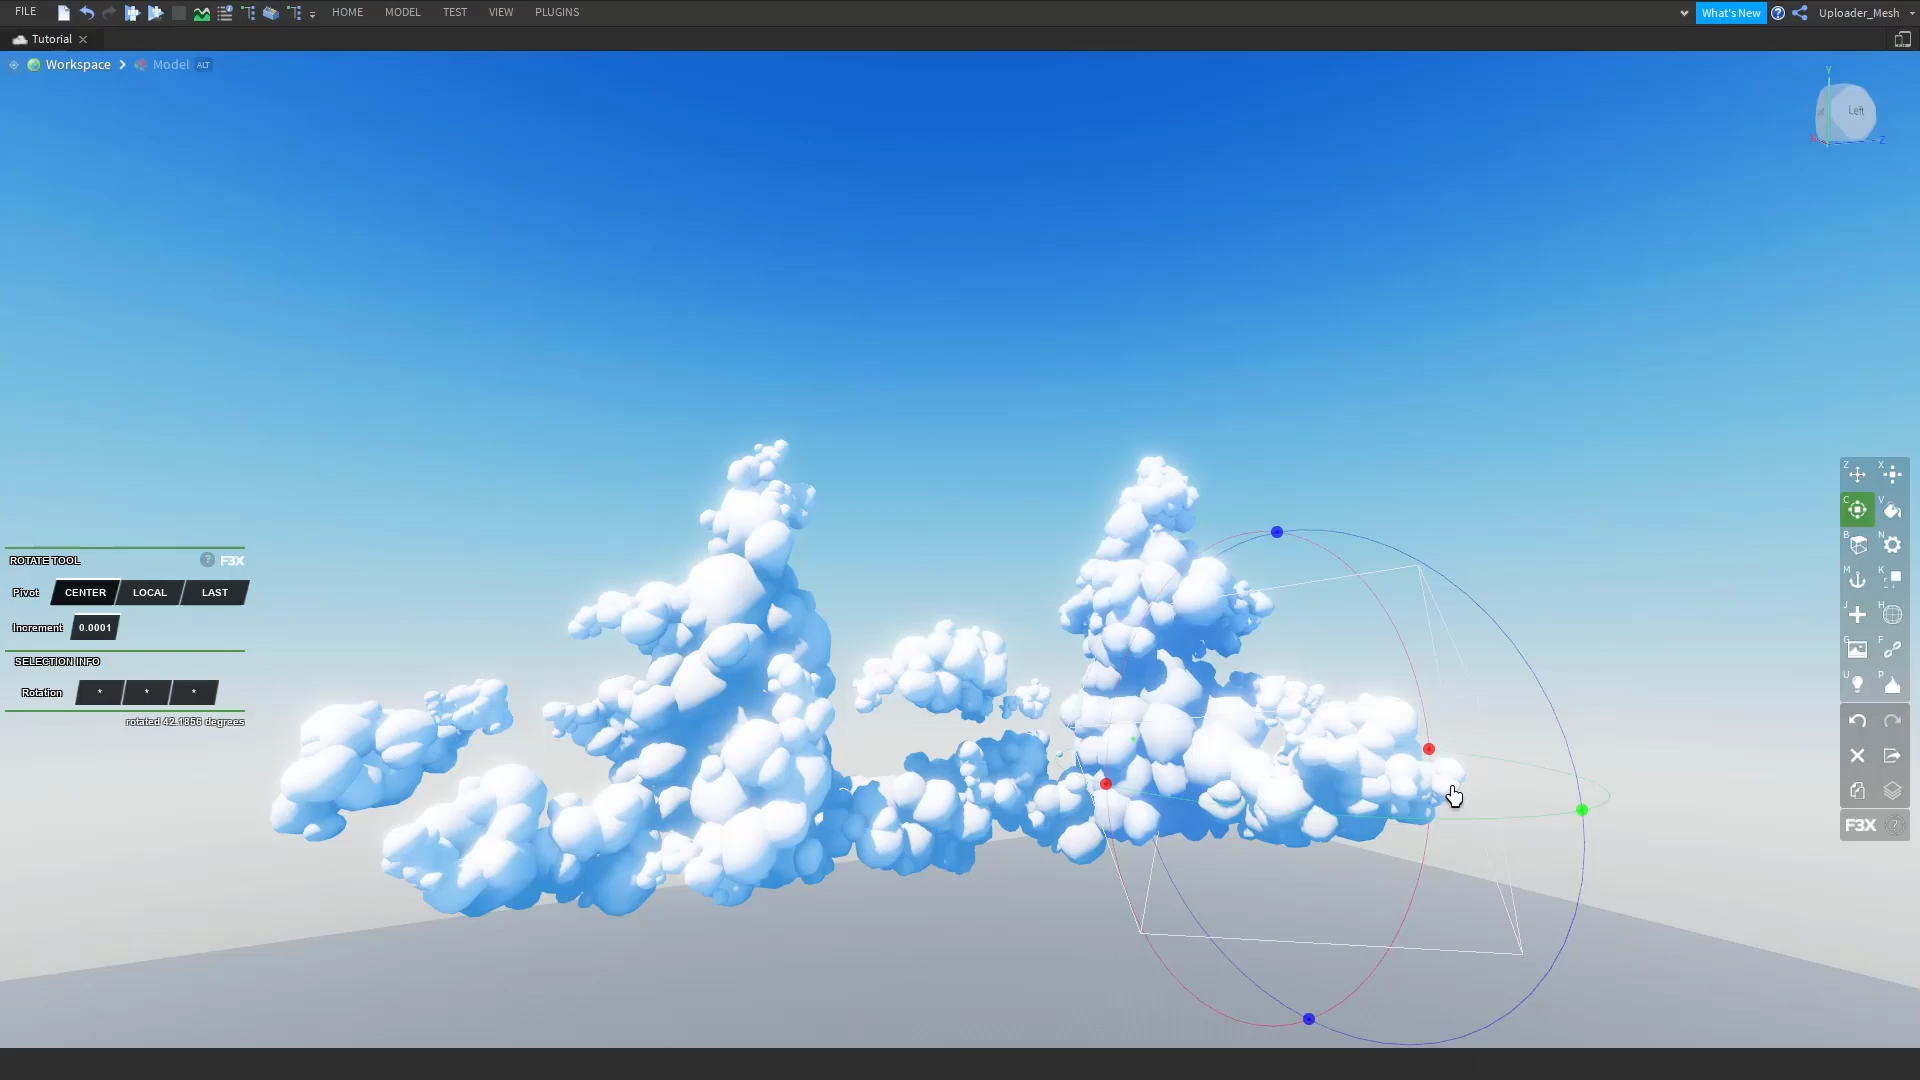 FILE HOME MODEL TEST VIEW PLUGINS What's New ? Uploader_Mesh
Tutorial
Workspace > Model ALT
Y
Left
Z
ROTATE TOOL ? F3X
Pivot CENTER LOCAL LAST
Increment 0.0001
SELECTION INFO
Rotation * * *
rotated 42.1856 degrees
Z X
C V
B N
M K
J H
G F
U P
F3X ?